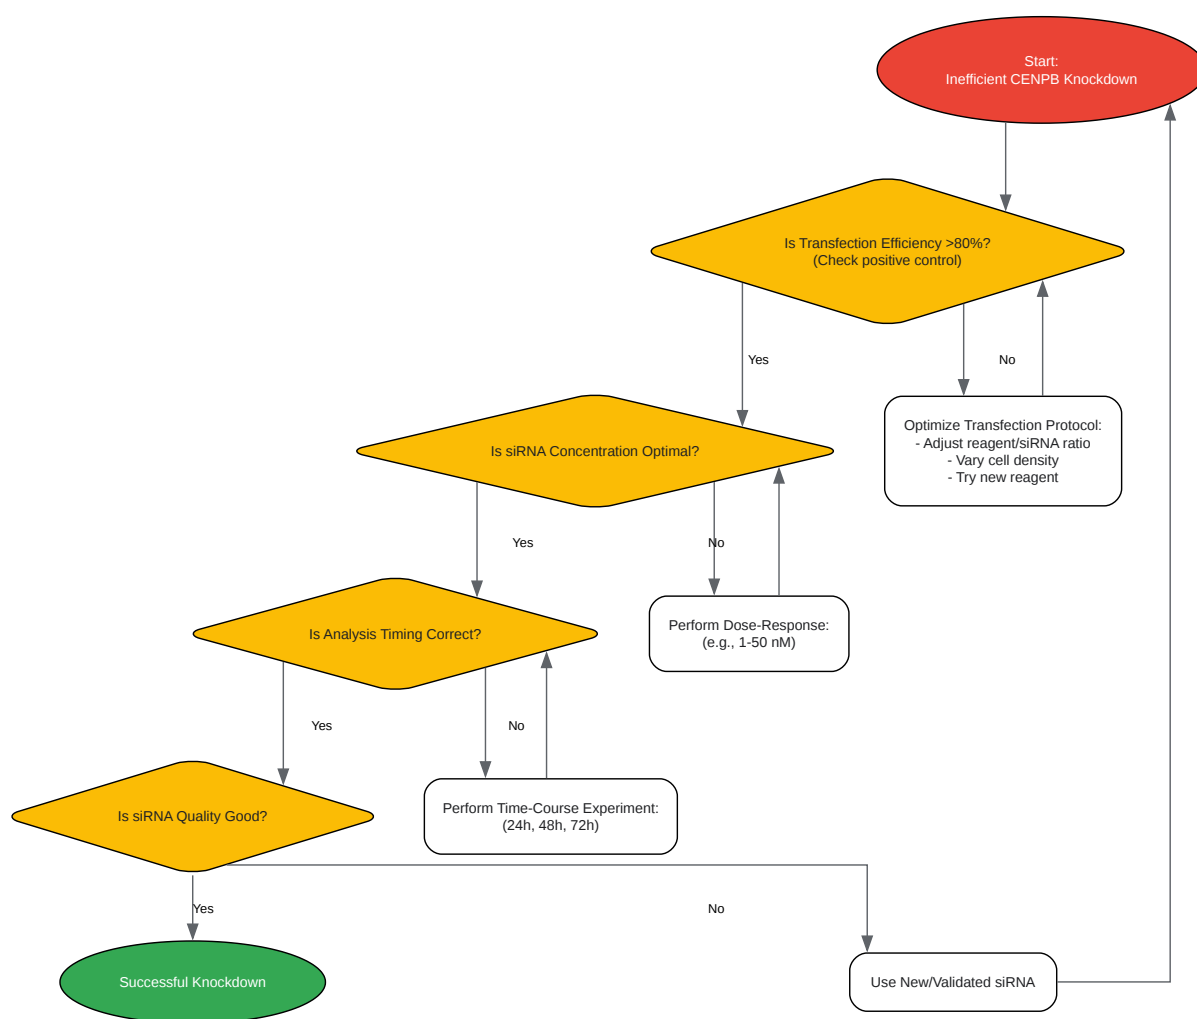 Start:
Inefficient CENPB Knockdown
Is Transfection Efficiency >80%?
(Check positive control)
Yes
No
Optimize Transfection Protocol:
- Adjust reagent/siRNA ratio
- Vary cell density
- Try new reagent
Is siRNA Concentration Optimal?
Yes
No
Perform Dose-Response:
(e.g., 1-50 nM)
Is Analysis Timing Correct?
Yes
No
Perform Time-Course Experiment:
(24h, 48h, 72h)
Is siRNA Quality Good?
Yes
No
Successful Knockdown
Use New/Validated siRNA